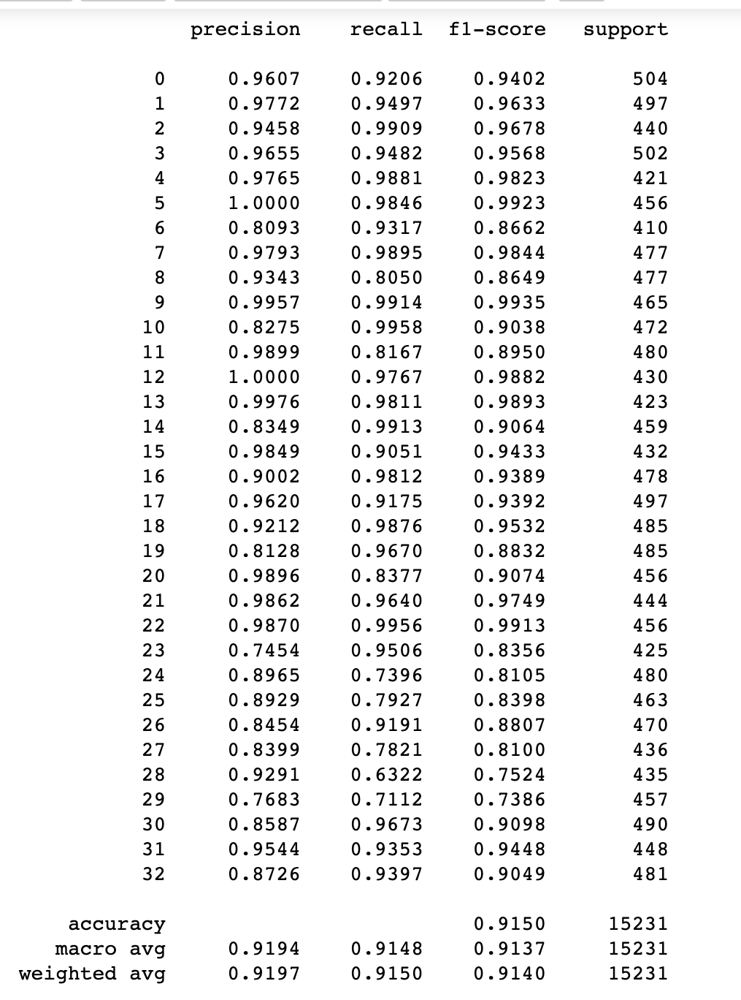 precision recall f1-score support
0 0.9607 0.9206 0.9402 504
1 0.9772 0.9497 0.9633 497
2 0.9458 0.9909 0.9678 440
3 0.9655 0.9482 0.9568 502
4 0.9765 0.9881 0.9823 421
5 1.0000 0.9846 0.9923 456
6 0.8093 0.9317 0.8662 410
7 0.9793 0.9895 0.9844 477
8 0.9343 0.8050 0.8649 477
9 0.9957 0.9914 0.9935 465
10 0.8275 0.9958 0.9038 472
11 0.9899 0.8167 0.8950 480
12 1.0000 0.9767 0.9882 430
13 0.9976 0.9811 0.9893 423
14 0.8349 0.9913 0.9064 459
15 0.9849 0.9051 0.9433 432
16 0.9002 0.9812 0.9389 478
17 0.9620 0.9175 0.9392 497
18 0.9212 0.9876 0.9532 485
19 0.8128 0.9670 0.8832 485
20 0.9896 0.8377 0.9074 456
21 0.9862 0.9640 0.9749 444
22 0.9870 0.9956 0.9913 456
23 0.7454 0.9506 0.8356 425
24 0.8965 0.7396 0.8105 480
25 0.8929 0.7927 0.8398 463
26 0.8454 0.9191 0.8807 470
27 0.8399 0.7821 0.8100 436
28 0.9291 0.6322 0.7524 435
29 0.7683 0.7112 0.7386 457
30 0.8587 0.9673 0.9098 490
31 0.9544 0.9353 0.9448 448
32 0.8726 0.9397 0.9049 481
accuracy 0.9150 15231
macro avg 0.9194 0.9148 0.9137 15231
weighted avg 0.9197 0.9150 0.9140 15231